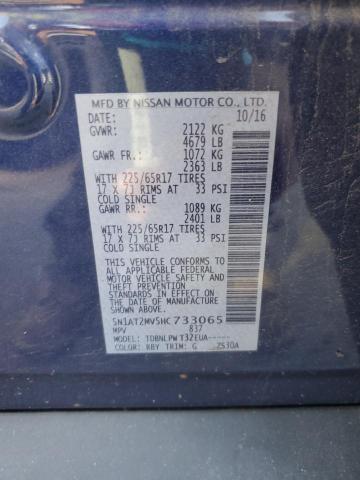 MFD BY NISSAN MOTOR CO., LTD.
DATE: 10/16
GVWR: 2122 KG
4679 LB
GAWR FR.: 1072 KG
2363 LB
WITH 225/65R17 TIRES
17 X 7J RIMS AT 33 PSI
COLD SINGLE
GAWR RR.: 1089 KG
2401 LB
WITH 225/65R17 TIRES
17 X 7J RIMS AT 33 PSI
COLD SINGLE
THIS VEHICLE CONFORMS TO ALL
APPLICABLE FEDERAL MOTOR VEHICLE
SAFETY STANDARDS IN EFFECT ON THE
DATE OF MANUFACTURE SHOWN ABOVE.
5N1AT2MV5HC733065
MPV 837
MODEL: TDBNLPW T32EUA-----
COLOR: RBY TRIM: G ZS30A